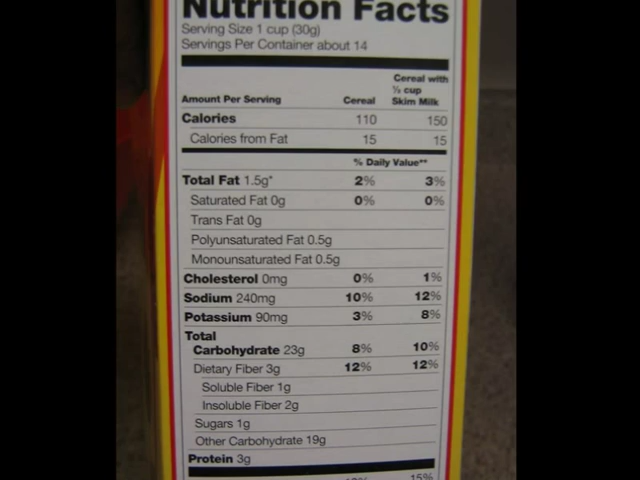 Nutrition Facts
Serving Size 1 cup (30g)
Servings Per Container about 14
Cereal with
½ cup
Amount Per Serving Cereal Skim Milk
Calories 110 150
Calories from Fat 15 15
% Daily Value**
Total Fat 1.5g* 2% 3%
Saturated Fat 0g 0% 0%
Trans Fat 0g
Polyunsaturated Fat 0.5g
Monounsaturated Fat 0.5g
Cholesterol 0mg 0% 1%
Sodium 240mg 10% 12%
Potassium 90mg 3% 8%
Total
Carbohydrate 23g 8% 10%
Dietary Fiber 3g 12% 12%
Soluble Fiber 1g
Insoluble Fiber 2g
Sugars 1g
Other Carbohydrate 19g
Protein 3g
15%